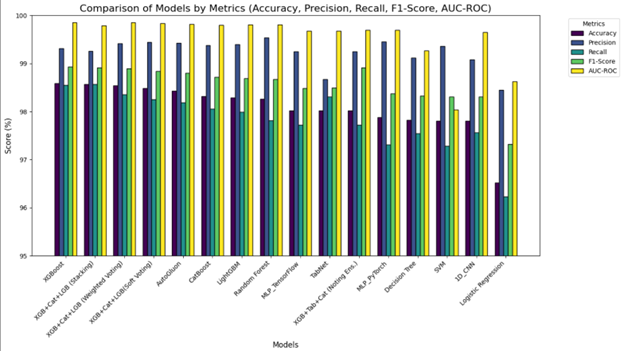 Comparison of Models by Metrics (Accuracy, Precision, Recall, F1-Score, AUC-ROC)
100
99
98
97
96
95
Score (%)
Metrics
Accuracy
Precision
Recall
F1-Score
AUC-ROC
XGBoost
XGB+Cat+LGB (Stacking)
XGB+Cat+LGB (Weighted Voting)
XGB+Cat+LGB(Soft Voting)
AutoGluon
CatBoost
LightGBM
Random Forest
MLP_TensorFlow
TabNet
XGB+Tab+Cat (Noting Ens.)
MLP_PyTorch
Decision Tree
SVM
1D_CNN
Logistic Regression
Models